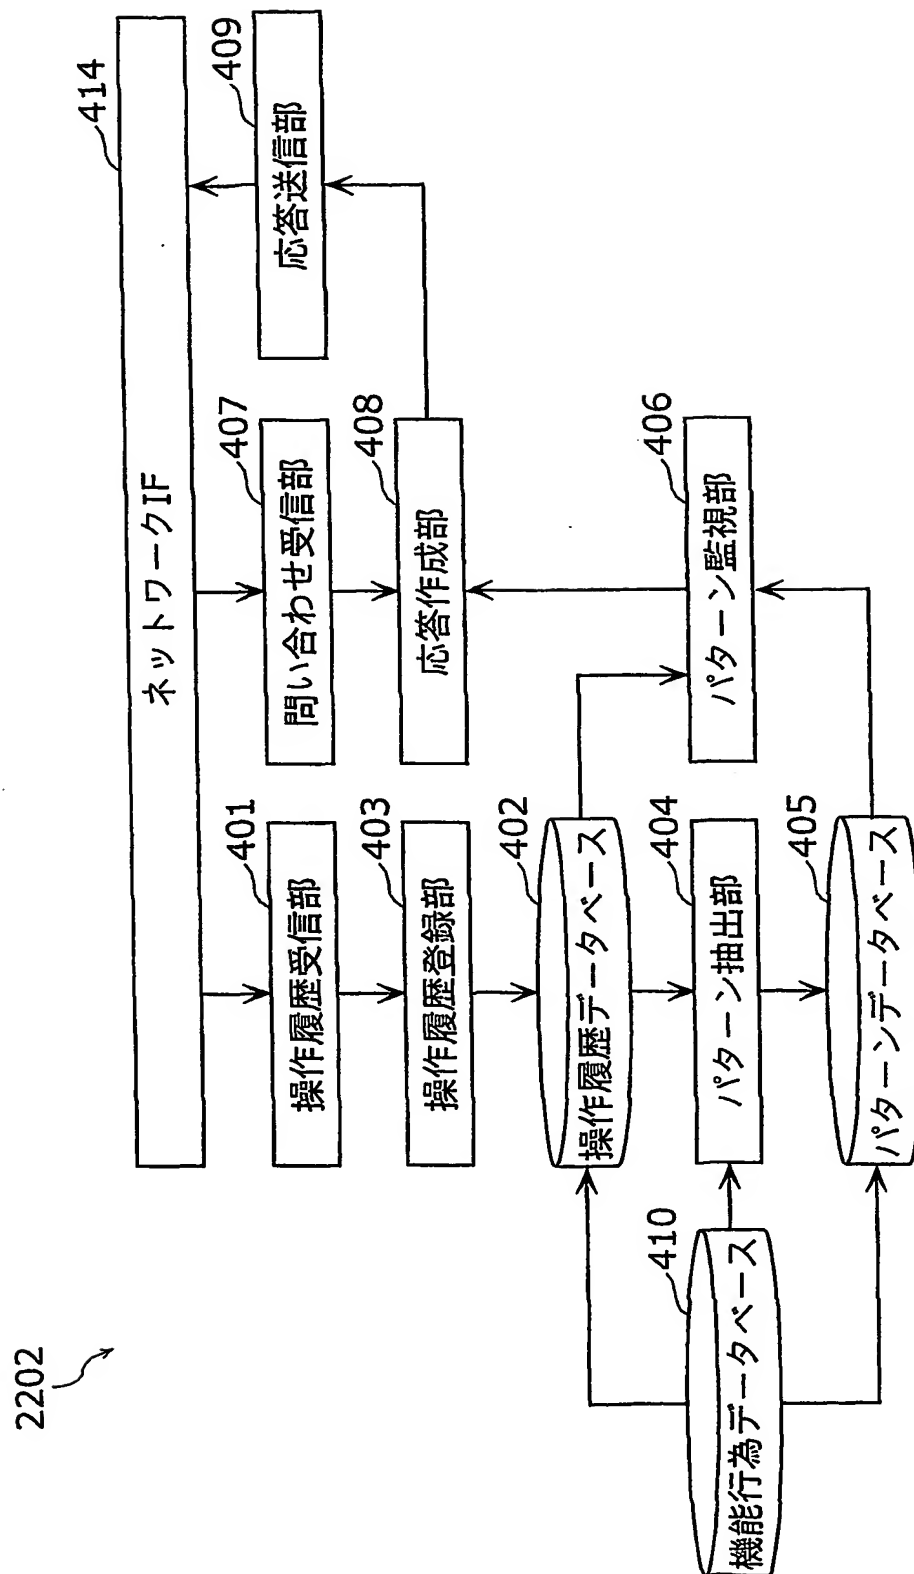 2202
414
ネットワークIF
401
操作履歴受信部
407
問い合わせ受信部
409
応答送信部
403
操作履歴登録部
408
応答作成部
402
操作履歴データベース
410
機能行為データベース
404
パターン抽出部
406
パターン監視部
405
パターンデータベース